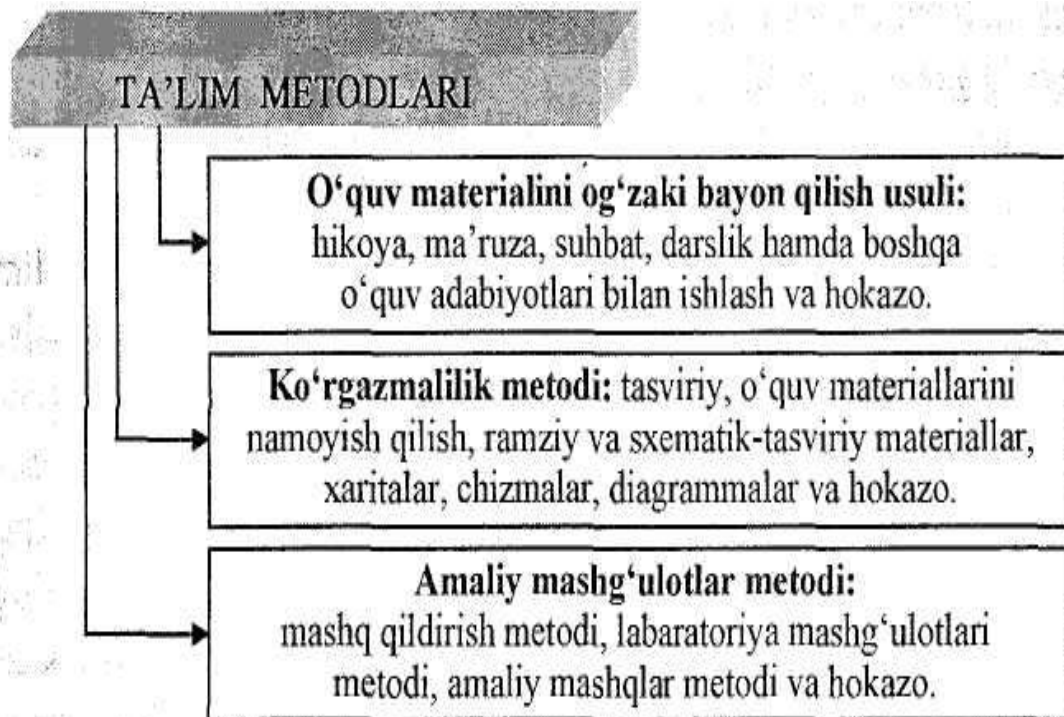 TA’LIM METODLARI
O‘quv materialini og‘zaki bayon qilish usuli:
hikoya, ma’ruza, suhbat, darslik hamda boshqa
o‘quv adabiyotlari bilan ishlash va hokazo.
Ko‘rgazmalilik metodi: tasviriy, o‘quv materiallarini
namoyish qilish, ramziy va sxematik-tasviriy materiallar,
xaritalar, chizmalar, diagrammalar va hokazo.
Amaliy mashg‘ulotlar metodi:
mashq qildirish metodi, labaratoriya mashg‘ulotlari
metodi, amaliy mashqlar metodi va hokazo.